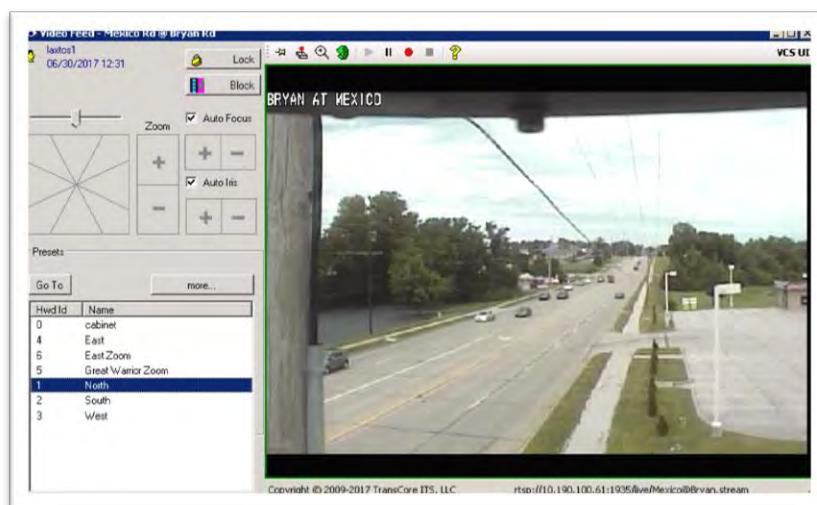 Video Feed - Mexico Rd @ Bryan Rd
laxtos1
06/30/2017 12:31
Lock
Block
VCS UI
BRYAN AT MEXICO
Zoom
Auto Focus
+
-
+ -
Auto Iris
+ -
Presets
Go To
more...
Hwd Id Name
0 cabinet
4 East
6 East Zoom
5 Great Warrior Zoom
1 North
2 South
3 West
Copyright © 2009-2017 TransCore ITS, LLC
rtsp://10.190.100.61:1935/live/Mexico@Bryan.stream